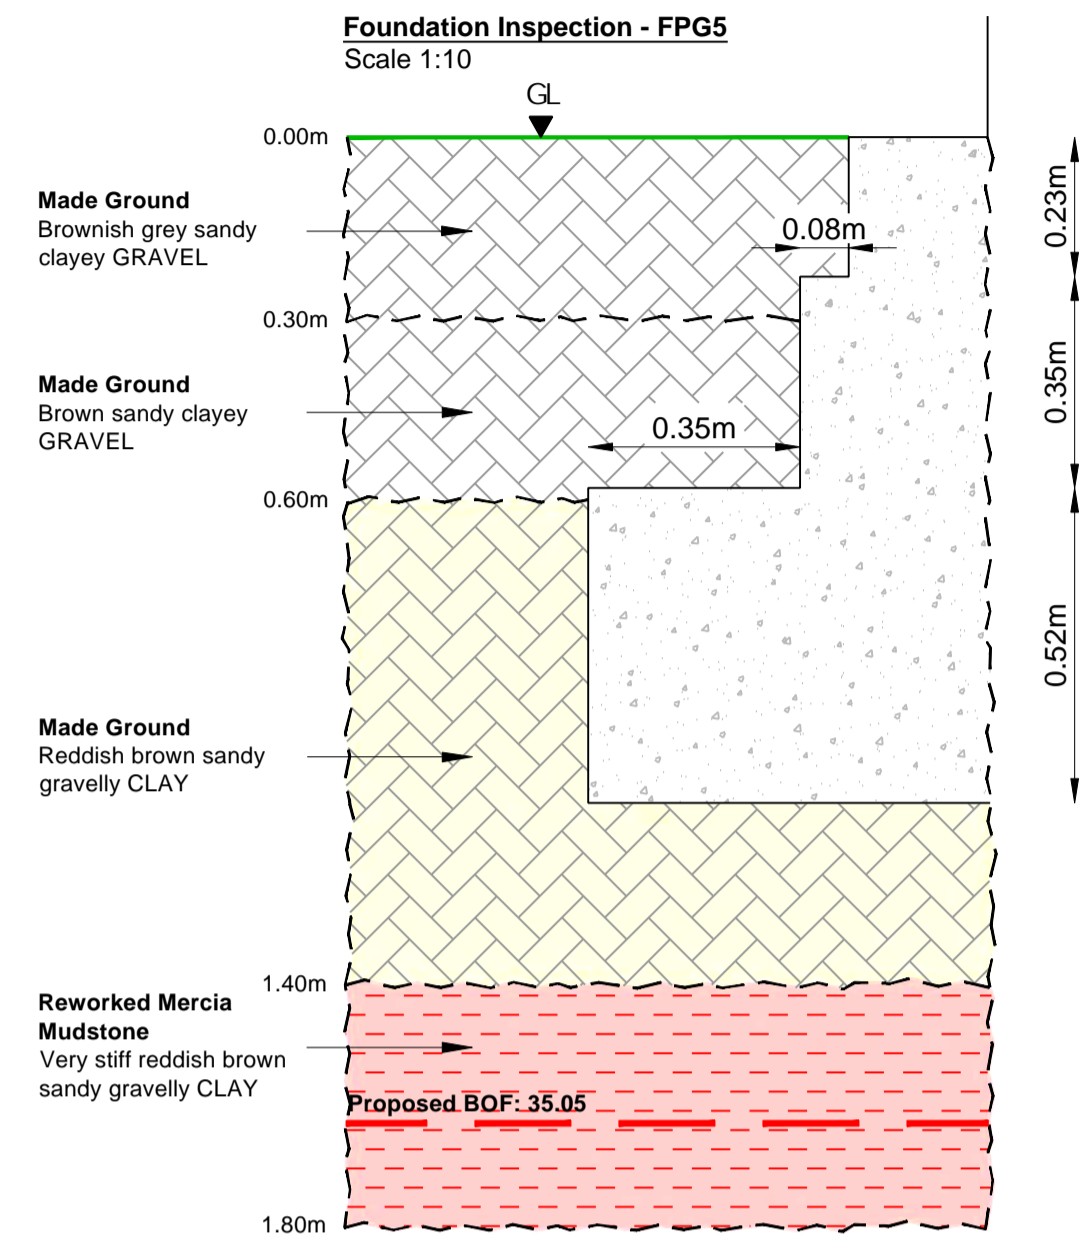 Foundation Inspection - FPG5
Scale 1:10
GL
0.00m
Made Ground
Brownish grey sandy
clayey GRAVEL
0.08m
0.23m
0.30m
Made Ground
Brown sandy clayey
GRAVEL
0.35m
0.35m
0.60m
0.52m
Made Ground
Reddish brown sandy
gravelly CLAY
1.40m
Reworked Mercia
Mudstone
Very stiff reddish brown
sandy gravelly CLAY
Proposed BOF: 35.05
1.80m